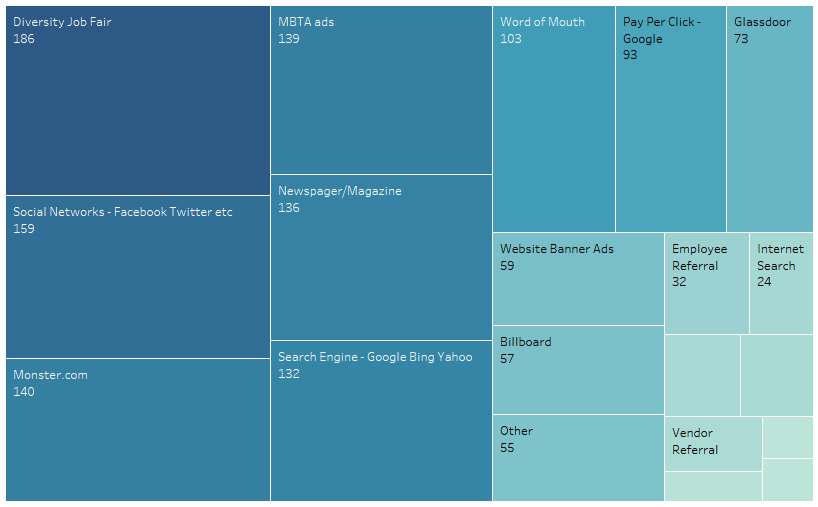 Diversity Job Fair
186
Social Networks - Facebook Twitter etc
159
Monster.com
140
MBTA ads
139
Newspager/Magazine
136
Search Engine - Google Bing Yahoo
132
Word of Mouth
103
Pay Per Click -
Google
93
Glassdoor
73
Website Banner Ads
59
Billboard
57
Other
55
Employee
Referral
32
Internet
Search
24
Vendor
Referral